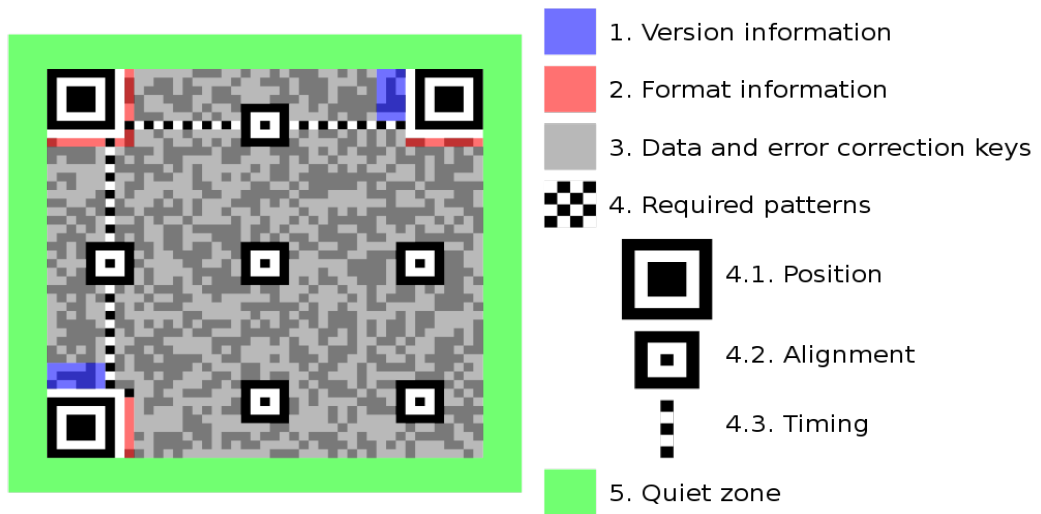 1. Version information
2. Format information
3. Data and error correction keys
4. Required patterns
4.1. Position
4.2. Alignment
4.3. Timing
5. Quiet zone